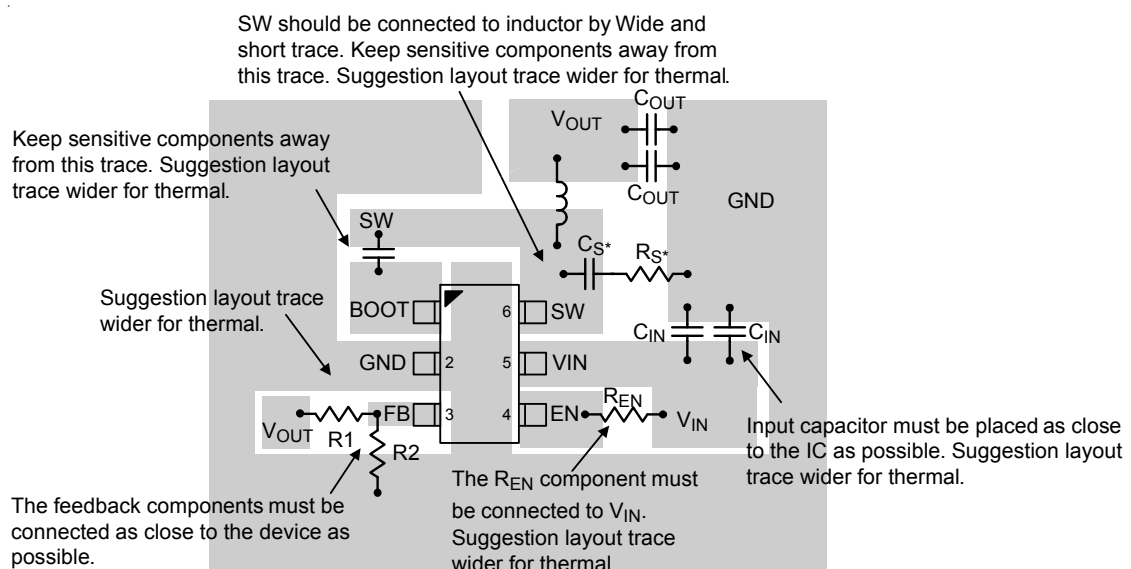 SW should be connected to inductor by Wide and
short trace. Keep sensitive components away from
this trace. Suggestion layout trace wider for thermal.
COUT
VOUT
COUT
GND
Keep sensitive components away
from this trace. Suggestion layout
trace wider for thermal.
SW
CS*
RS*
Suggestion layout trace
wider for thermal.
BOOT
6
SW
CIN
CIN
GND
2
5
VIN
REN
FB
3
4
EN
VIN
VOUT
R1
R2
Input capacitor must be placed as close
to the IC as possible. Suggestion layout
trace wider for thermal.
The feedback components must be
connected as close to the device as
possible.
The REN component must
be connected to VIN.
Suggestion layout trace
wider for thermal